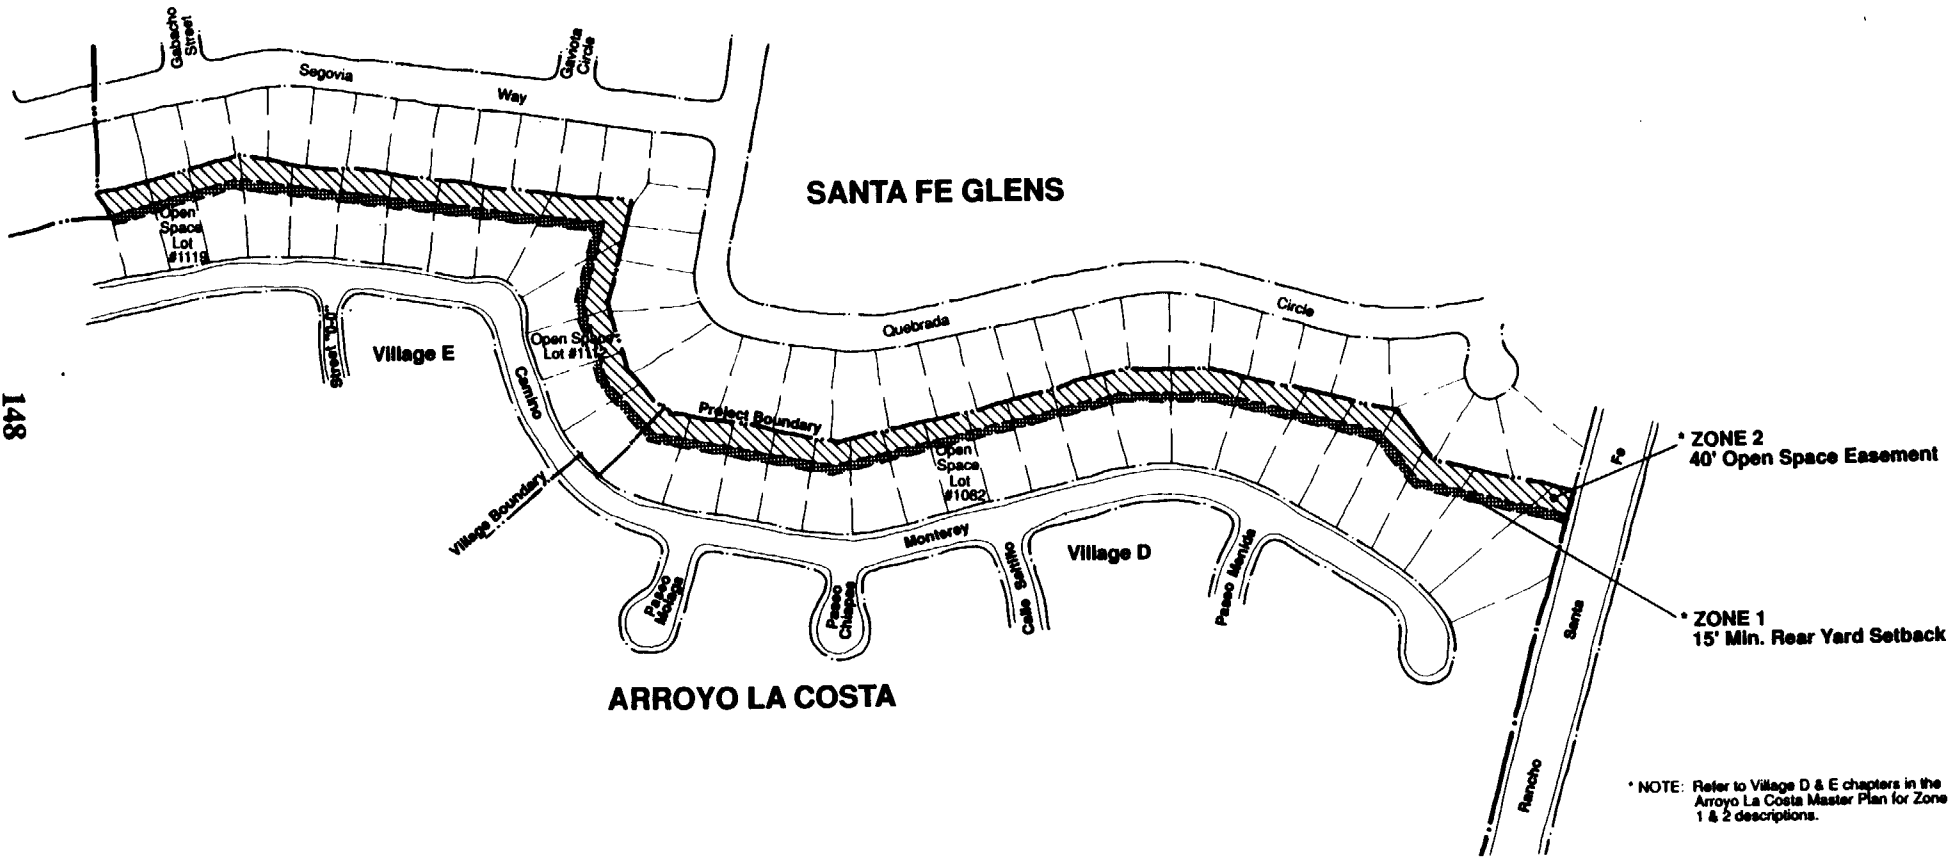 Gabacho
Street
Gaviota
Circle
Segovia
Way
SANTA FE GLENS
Open
Space
Lot
#1119
Quebrada
Circle
Street "D-D"
Village E
Open Space
Lot #1112
Camino
148
Project Boundary
Fe
* ZONE 2
40' Open Space Easement
Open
Space
Lot
#1082
Village Boundary
Monterey
Village D
Paseo
Malaga
Paseo
Chiapas
Calle Saltillo
Paseo Merida
Santa
* ZONE 1
15' Min. Rear Yard Setback
ARROYO LA COSTA
Rancho
* NOTE: Refer to Village D & E chapters in the
Arroyo La Costa Master Plan for Zone
1 & 2 descriptions.